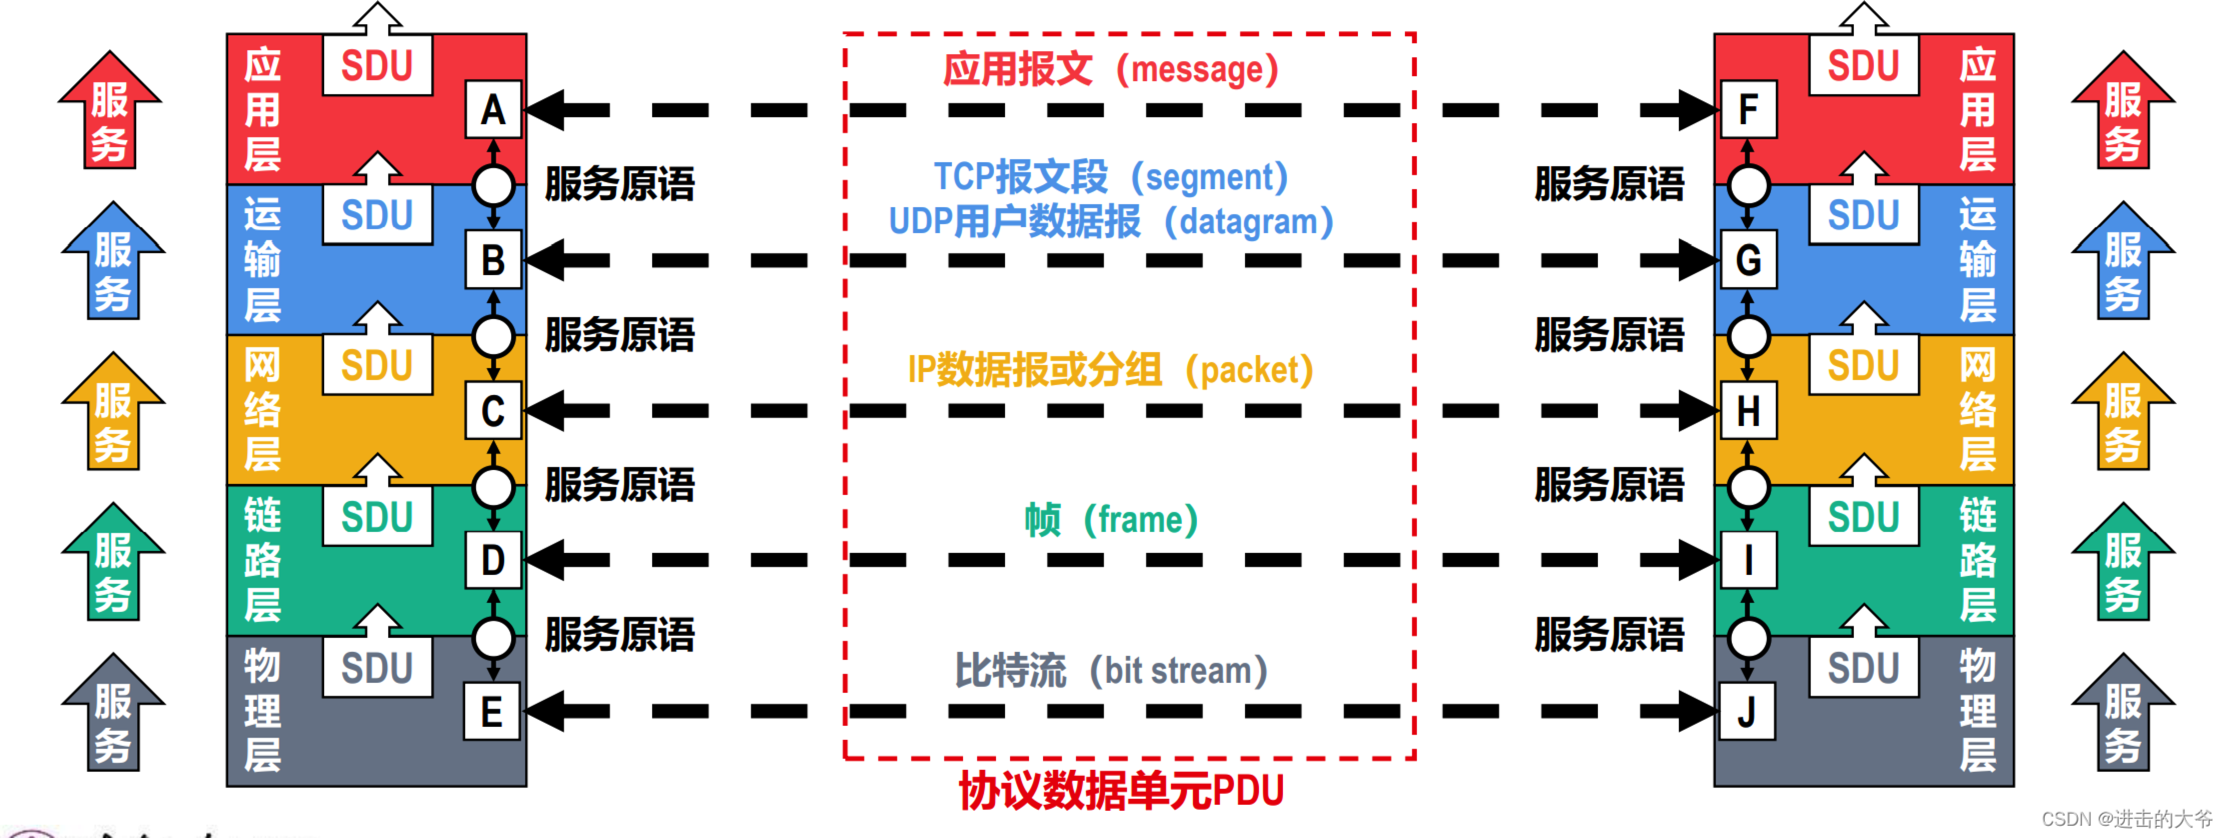 服务
服务
服务
服务
服务
应用层
SDU
A
服务原语
运输层
SDU
B
服务原语
网络层
SDU
C
服务原语
链路层
SDU
D
服务原语
物理层
SDU
E
应用报文（message）
TCP报文段（segment）
UDP用户数据报（datagram）
IP数据报或分组（packet）
帧（frame）
比特流（bit stream）
协议数据单元PDU
SDU
应用层
F
服务原语
SDU
运输层
G
服务原语
SDU
网络层
H
服务原语
SDU
链路层
I
服务原语
SDU
物理层
J
服务
服务
服务
服务
服务
CSDN @进击的大爷